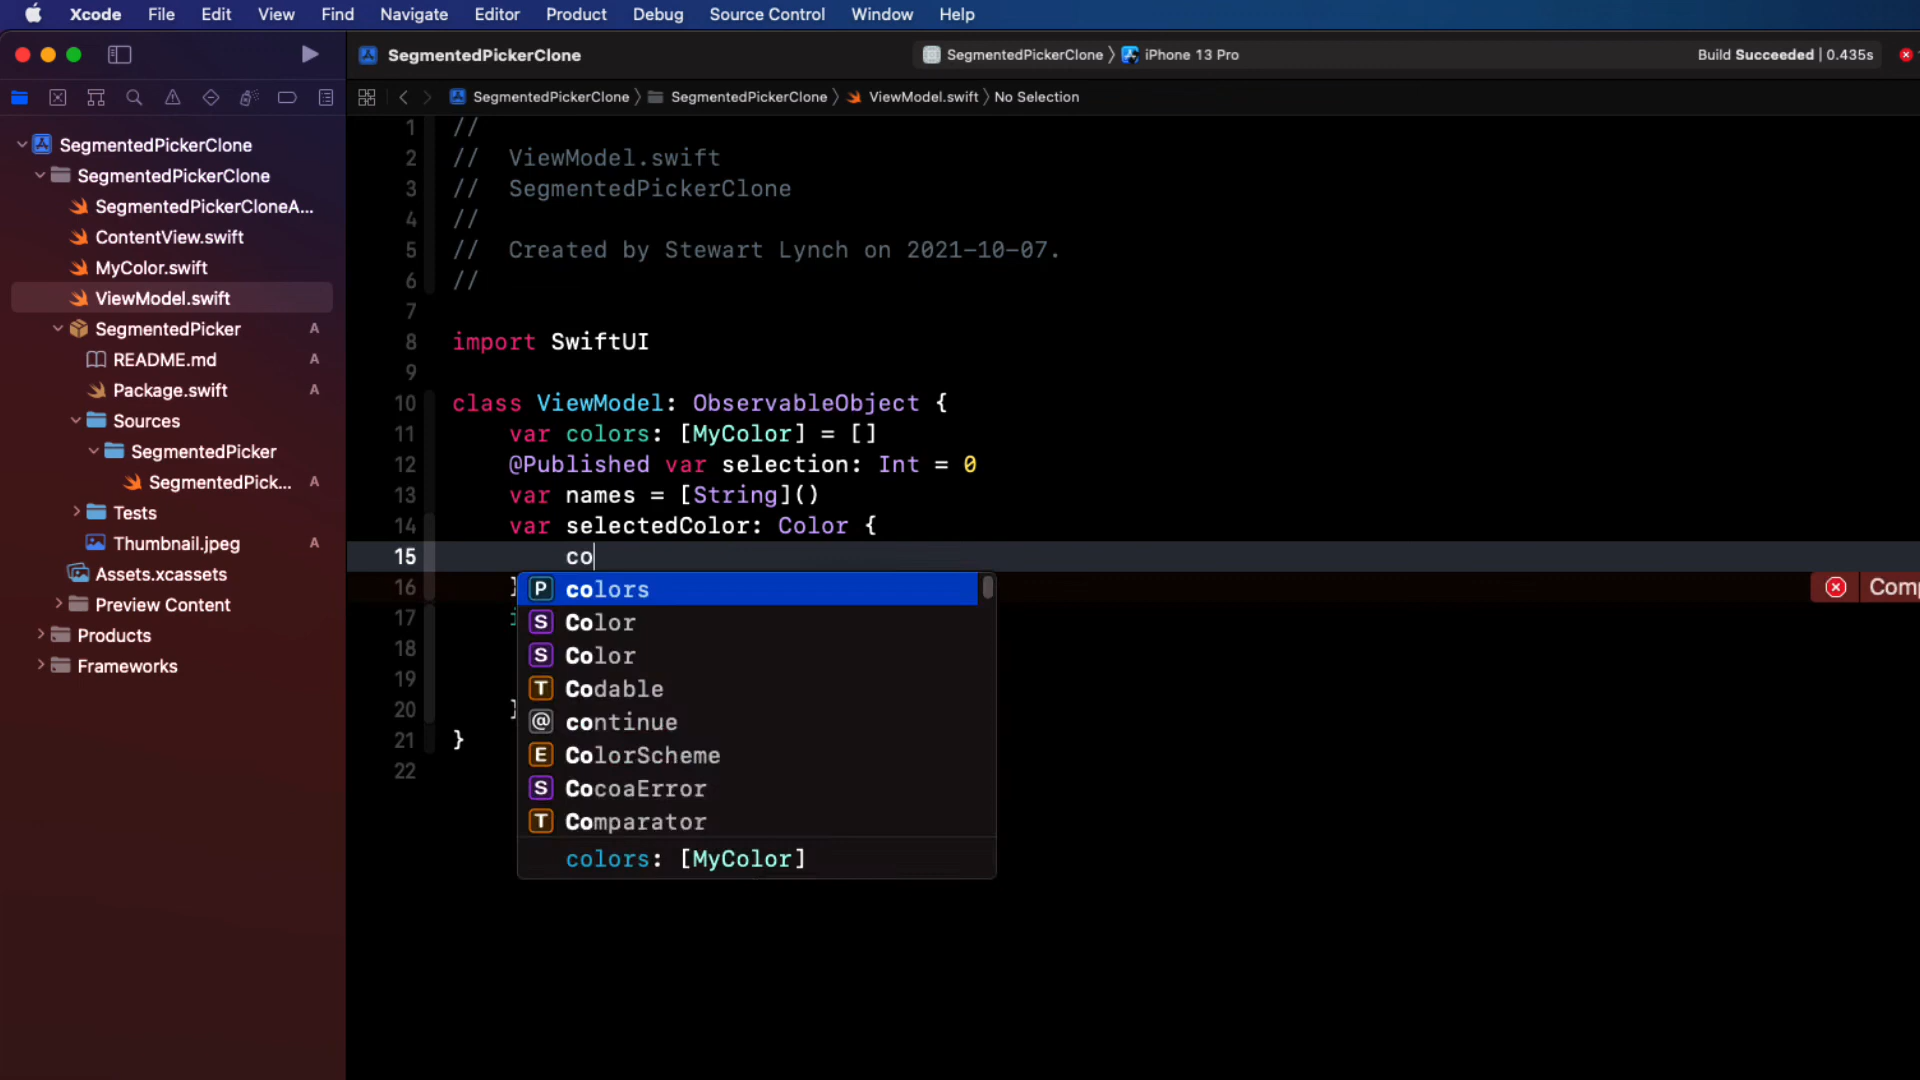 Xcode File Edit View Find Navigate Editor Product Debug Source Control Window Help
SegmentedPickerClone SegmentedPickerClone 〉 iPhone 13 Pro Build Succeeded | 0.435s
SegmentedPickerClone 〉 SegmentedPickerClone 〉 ViewModel.swift 〉 No Selection
SegmentedPickerClone
SegmentedPickerClone
SegmentedPickerCloneA...
ContentView.swift
MyColor.swift
ViewModel.swift
SegmentedPicker A
README.md A
Package.swift A
Sources
SegmentedPicker
SegmentedPick... A
Tests
Thumbnail.jpeg A
Assets.xcassets
Preview Content
Products
Frameworks
1 //
2 // ViewModel.swift
3 // SegmentedPickerClone
4 //
5 // Created by Stewart Lynch on 2021-10-07.
6 //
7
8 import SwiftUI
9
10 class ViewModel: ObservableObject {
11 var colors: [MyColor] = []
12 @Published var selection: Int = 0
13 var names = [String]()
14 var selectedColor: Color {
15 co
16
17
18
19
20
21 }
22
P colors
S Color
S Color
T Codable
@ continue
E ColorScheme
S CocoaError
T Comparator
colors: [MyColor]